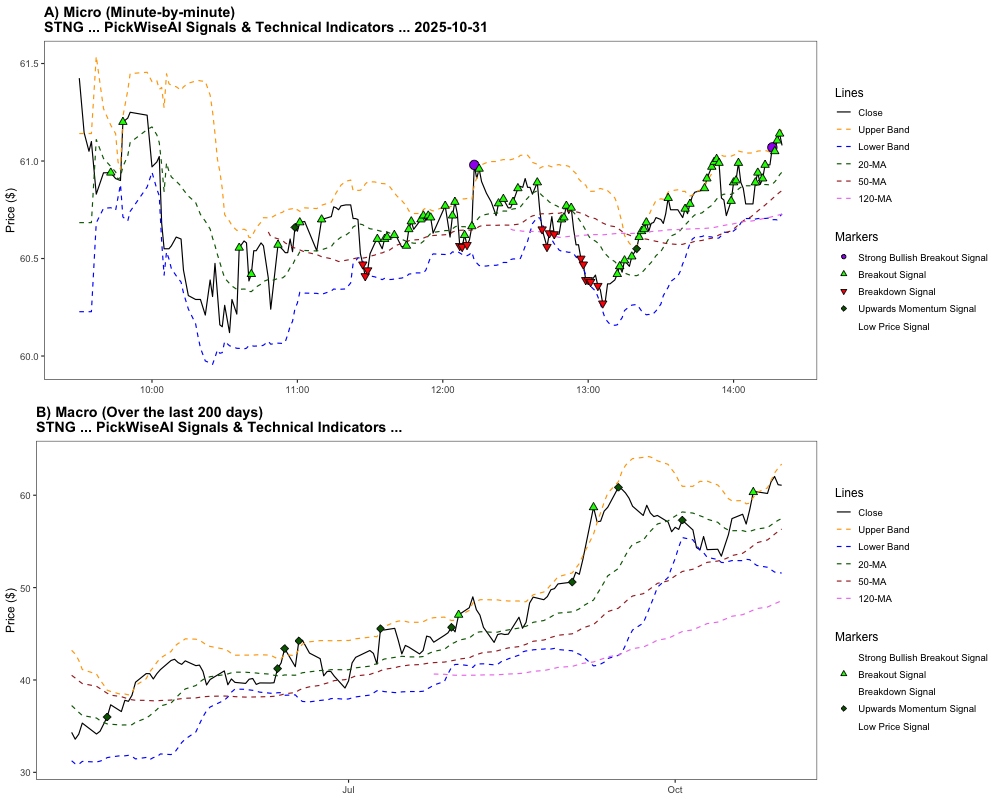 A) Micro (Minute-by-minute)
STNG ... PickWiseAI Signals & Technical Indicators ... 2025-10-31
61.5
61.0
60.5
60.0
Price ($)
10:00
11:00
12:00
13:00
14:00
Lines
Close
Upper Band
Lower Band
20-MA
50-MA
120-MA
Markers
Strong Bullish Breakout Signal
Breakout Signal
Breakdown Signal
Upwards Momentum Signal
Low Price Signal
B) Macro (Over the last 200 days)
STNG ... PickWiseAI Signals & Technical Indicators ...
60
50
40
30
Price ($)
Jul
Oct
Lines
Close
Upper Band
Lower Band
20-MA
50-MA
120-MA
Markers
Strong Bullish Breakout Signal
Breakout Signal
Breakdown Signal
Upwards Momentum Signal
Low Price Signal